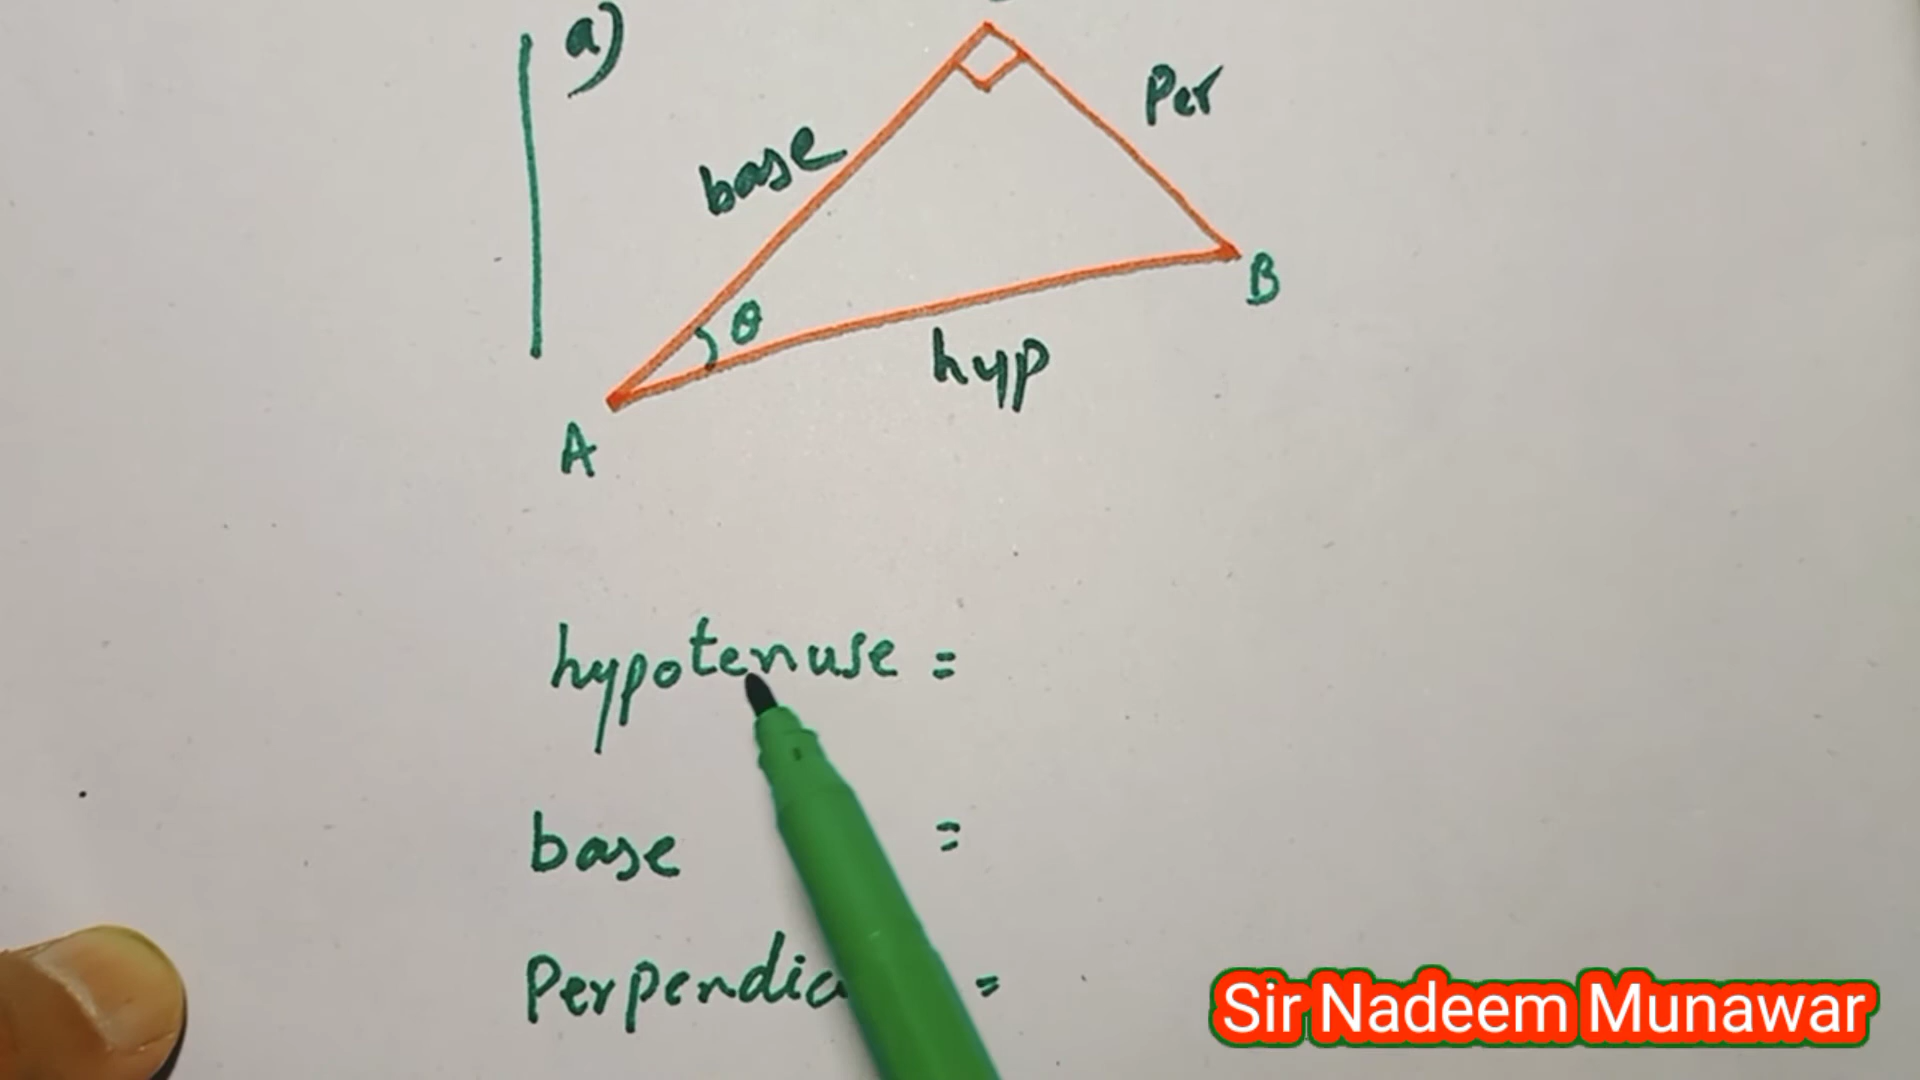 a)
Per
base
θ
B
hyp
A
hypotenuse =
base =
Perpendic =
Sir Nadeem Munawar